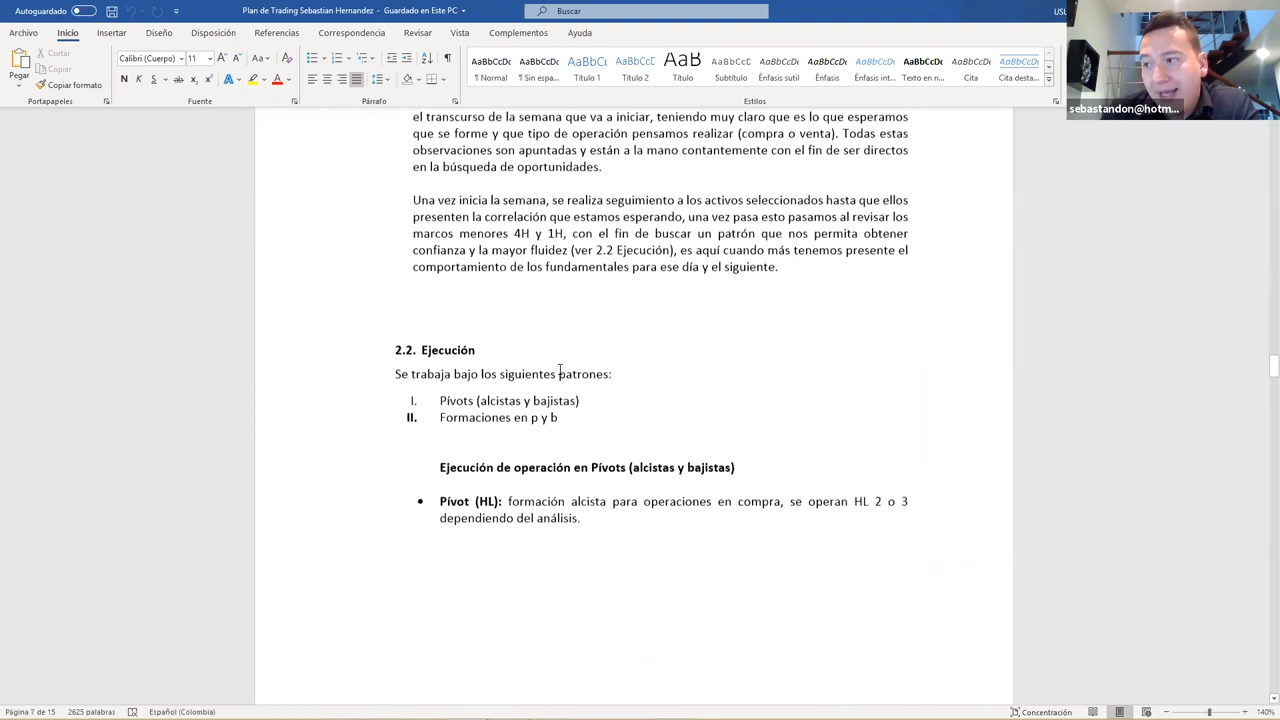 Autoguardado
Plan de Trading Sebastian Hernandez - Guardado en Este PC
Buscar
Archivo Inicio Insertar Diseño Disposición Referencias Correspondencia Revisar Vista Complementos Ayuda
Pegar
Cortar
Copiar
Copiar formato
Portapapeles
Calibri (Cuerpo) 11
Fuente
Párrafo
AaBbCcDc AaBbCcDc AaBbCc AaBbCcC AaB AaBbCcC AaBbCcDc AaBbCcDc AaBbCcDc AaBbCcDc AaBbCcDc AaBbCcDc
¶ Normal ¶ Sin espa... Título 1 Título 2 Título Subtítulo Énfasis sutil Énfasis Énfasis int... Texto en n... Cita Cita desta...
Estilos
sebastandon@hotm...
el transcurso de la semana que va a iniciar, teniendo muy claro que es lo que esperamos
que se forme y que tipo de operación pensamos realizar (compra o venta). Todas estas
observaciones son apuntadas y están a la mano contantemente con el fin de ser directos
en la búsqueda de oportunidades.
Una vez inicia la semana, se realiza seguimiento a los activos seleccionados hasta que ellos
presenten la correlación que estamos esperando, una vez pasa esto pasamos al revisar los
marcos menores 4H y 1H, con el fin de buscar un patrón que nos permita obtener
confianza y la mayor fluidez (ver 2.2 Ejecución), es aquí cuando más tenemos presente el
comportamiento de los fundamentales para ese día y el siguiente.
2.2. Ejecución
Se trabaja bajo los siguientes patrones:
I. Pívots (alcistas y bajistas)
II. Formaciones en p y b
Ejecución de operación en Pívots (alcistas y bajistas)
• Pívot (HL): formación alcista para operaciones en compra, se operan HL 2 o 3
dependiendo del análisis.
Página 7 de 15 2625 palabras Español (Colombia) Concentración 140%